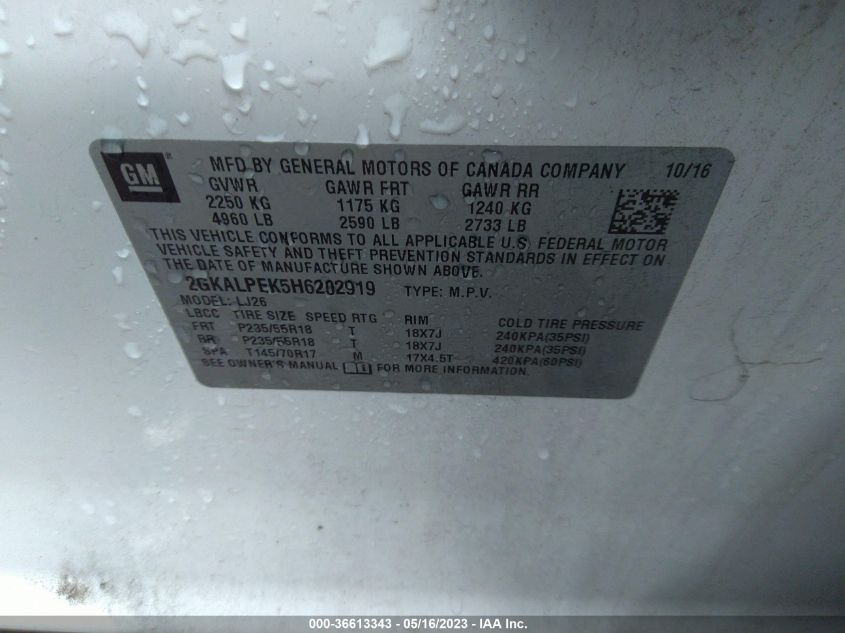 GM
MFD BY GENERAL MOTORS OF CANADA COMPANY 10/16
GVWR GAWR FRT GAWR RR
2250 KG 1175 KG 1240 KG
4960 LB 2590 LB 2733 LB
THIS VEHICLE CONFORMS TO ALL APPLICABLE U.S. FEDERAL MOTOR
VEHICLE SAFETY AND THEFT PREVENTION STANDARDS IN EFFECT ON
THE DATE OF MANUFACTURE SHOWN ABOVE.
2GKALPEK5H6202919 TYPE: M.P.V.
MODEL: LJ26
LBCC TIRE SIZE SPEED RTG RIM COLD TIRE PRESSURE
FRT P235/55R18 T 18X7J 240KPA(35PSI)
RR P235/55R18 T 18X7J 240KPA(35PSI)
SPA T145/70R17 M 17X4.5T 420KPA(60PSI)
SEE OWNER'S MANUAL FOR MORE INFORMATION.
000-36613343 - 05/16/2023 - IAA Inc.